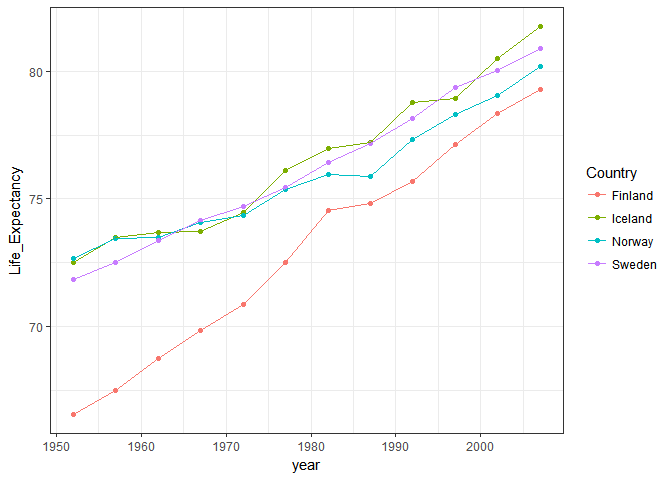 80
75
70
Life_Expectancy
1950 1960 1970 1980 1990 2000
year
Country
Finland
Iceland
Norway
Sweden